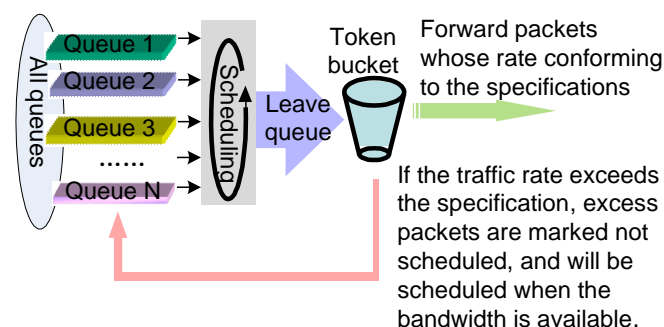 All queues
Queue 1
Queue 2
Queue 3
......
Queue N
Scheduling
Leave
queue
Token
bucket
Forward packets
whose rate conforming
to the specifications
If the traffic rate exceeds
the specification, excess
packets are marked not
scheduled, and will be
scheduled when the
bandwidth is available.